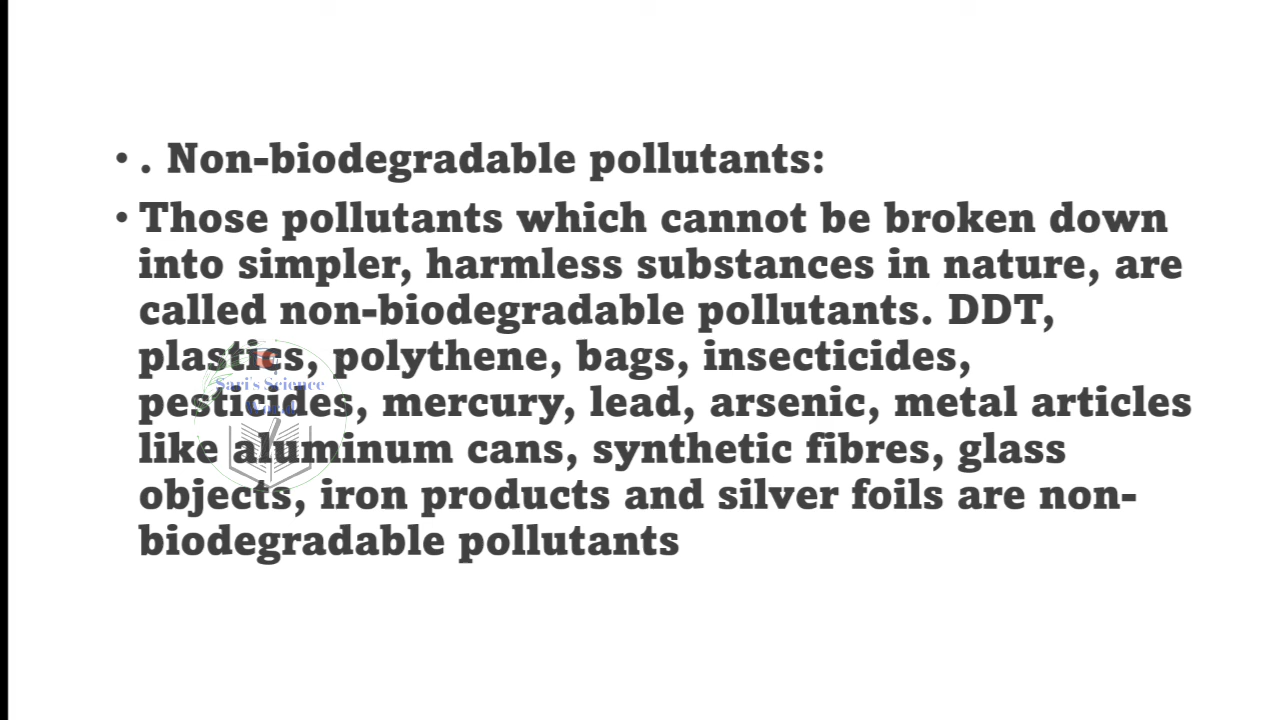 • . Non-biodegradable pollutants:
• Those pollutants which cannot be broken down
into simpler, harmless substances in nature, are
called non-biodegradable pollutants. DDT,
plastics, polythene, bags, insecticides,
pesticides, mercury, lead, arsenic, metal articles
like aluminum cans, synthetic fibres, glass
objects, iron products and silver foils are non-
biodegradable pollutants
Sari's Science